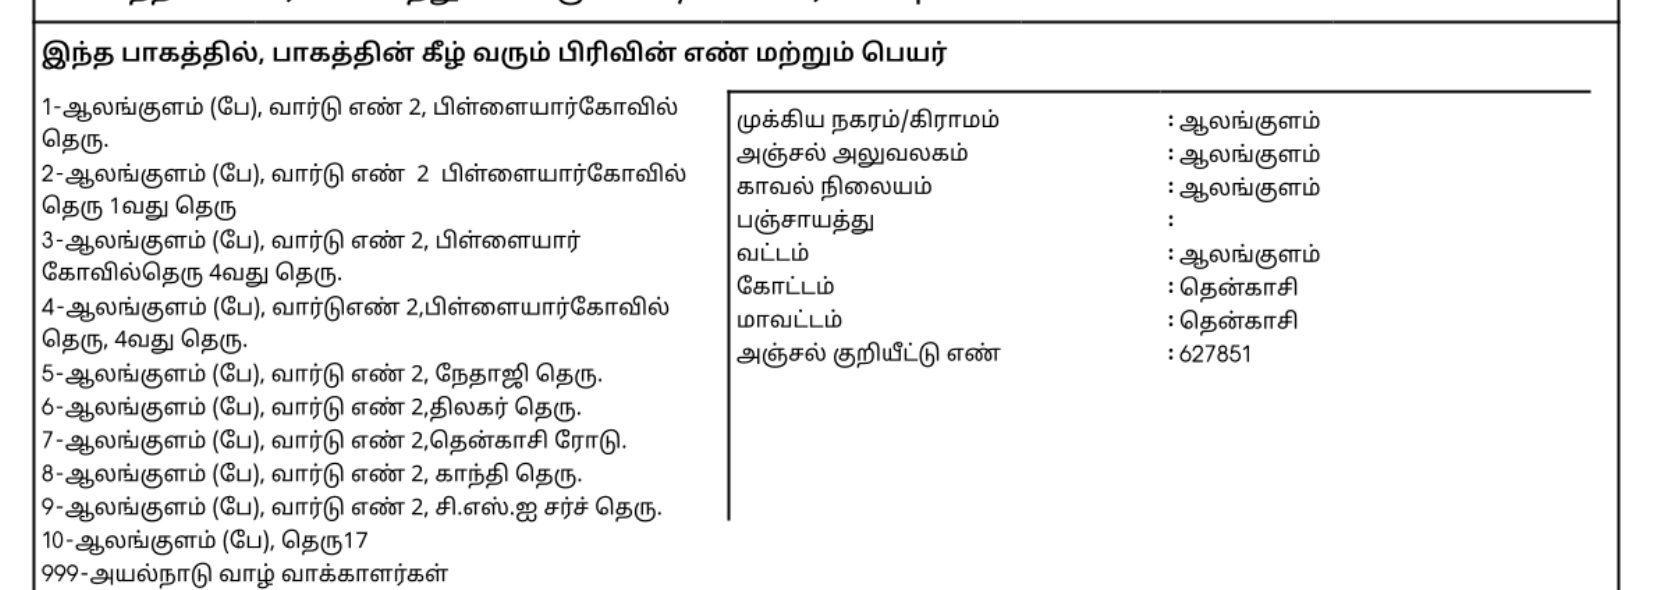 இந்த பாகத்தில், பாகத்தின் கீழ் வரும் பிரிவின் எண் மற்றும் பெயர்
1-ஆலங்குளம் (பே), வார்டு எண் 2, பிள்ளையார்கோவில்
தெரு.
2-ஆலங்குளம் (பே), வார்டு எண்  2  பிள்ளையார்கோவில்
தெரு 1வது தெரு
3-ஆலங்குளம் (பே), வார்டு எண் 2, பிள்ளையார்
கோவில்தெரு 4வது தெரு.
4-ஆலங்குளம் (பே), வார்டுஎண் 2,பிள்ளையார்கோவில்
தெரு, 4வது தெரு.
5-ஆலங்குளம் (பே), வார்டு எண் 2, நேதாஜி தெரு.
6-ஆலங்குளம் (பே), வார்டு எண் 2,திலகர் தெரு.
7-ஆலங்குளம் (பே), வார்டு எண் 2,தென்காசி ரோடு.
8-ஆலங்குளம் (பே), வார்டு எண் 2, காந்தி தெரு.
9-ஆலங்குளம் (பே), வார்டு எண் 2, சி.எஸ்.ஐ சர்ச் தெரு.
10-ஆலங்குளம் (பே), தெரு17
999-அயல்நாடு வாழ் வாக்காளர்கள்
முக்கிய நகரம்/கிராமம் : ஆலங்குளம்
அஞ்சல் அலுவலகம் : ஆலங்குளம்
காவல் நிலையம் : ஆலங்குளம்
பஞ்சாயத்து :
வட்டம் : ஆலங்குளம்
கோட்டம் : தென்காசி
மாவட்டம் : தென்காசி
அஞ்சல் குறியீட்டு எண் : 627851